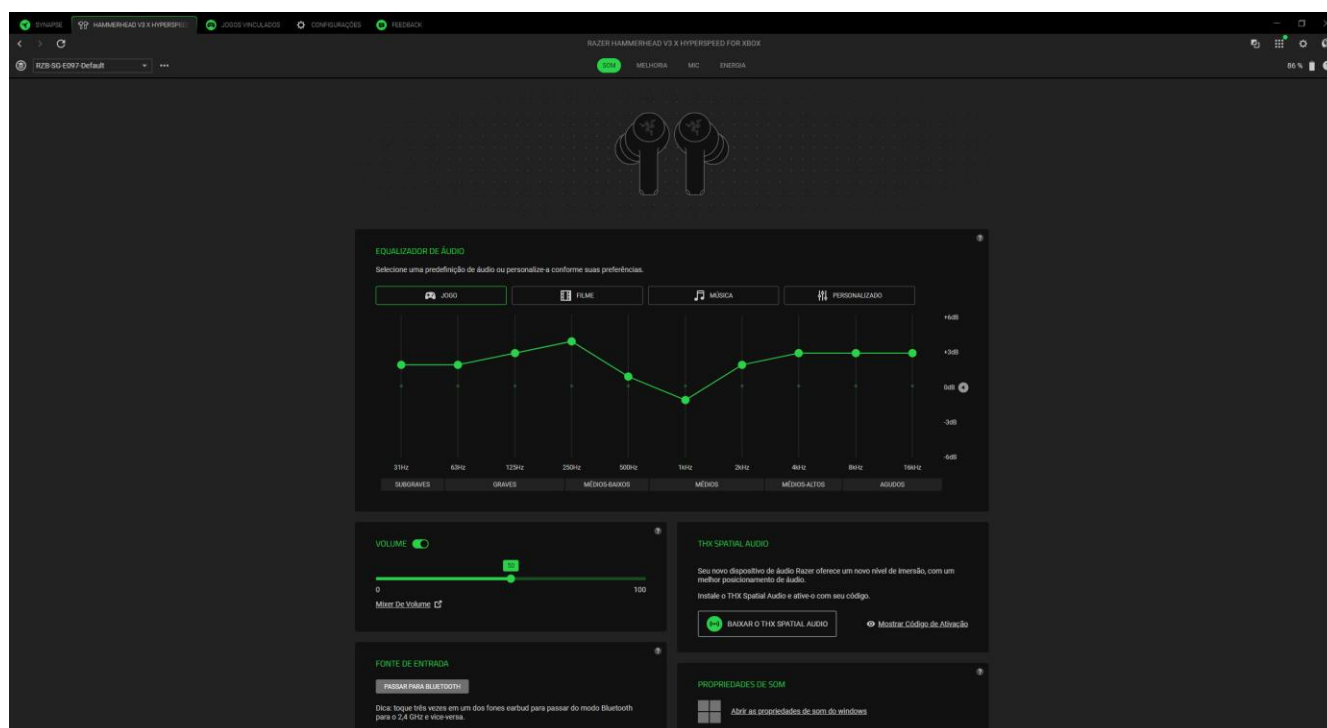 SYNAPSE HAMMERHEAD V3 X HYPERSPEED JOGOS VINCULADOS CONFIGURAÇÕES FEEDBACK
RAZER HAMMERHEAD V3 X HYPERSPEED FOR XBOX
RZB-SG-E097-Default SOM MELHORIA MIC ENERGIA 86 %
EQUALIZADOR DE ÁUDIO
Selecione uma predefinição de áudio ou personalize-a conforme suas preferências.
JOGO FILME MÚSICA PERSONALIZADO
+6dB
+3dB
0dB
-3dB
-6dB
31Hz 63Hz 125Hz 250Hz 500Hz 1kHz 2kHz 4kHz 8kHz 16kHz
SUBGRAVES GRAVES MÉDIOS-BAIXOS MÉDIOS MÉDIOS-ALTOS AGUDOS
VOLUME
50
0 100
Mixer De Volume
THX SPATIAL AUDIO
Seu novo dispositivo de áudio Razer oferece um novo nível de imersão, com um
melhor posicionamento de áudio.
Instale o THX Spatial Audio e ative-o com seu código.
BAIXAR O THX SPATIAL AUDIO Mostrar Código de Ativação
FONTE DE ENTRADA
PASSAR PARA BLUETOOTH
Dica: toque três vezes em um dos fones earbud para passar do modo Bluetooth
para o 2,4 GHz e vice-versa.
PROPRIEDADES DE SOM
Abrir as propriedades de som do windows